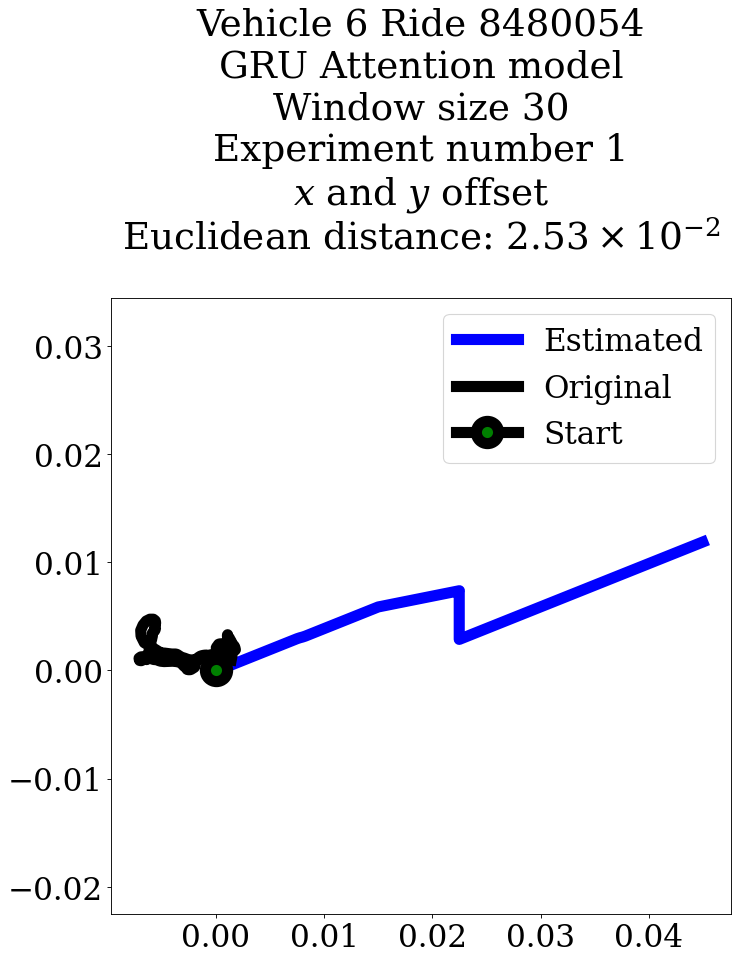 Vehicle 6 Ride 8480054
GRU Attention model
Window size 30
Experiment number 1
x and y offset
Euclidean distance: 2.53 × 10⁻²
Estimated
Original
Start
0.03
0.02
0.01
0.00
−0.01
−0.02
0.00 0.01 0.02 0.03 0.04